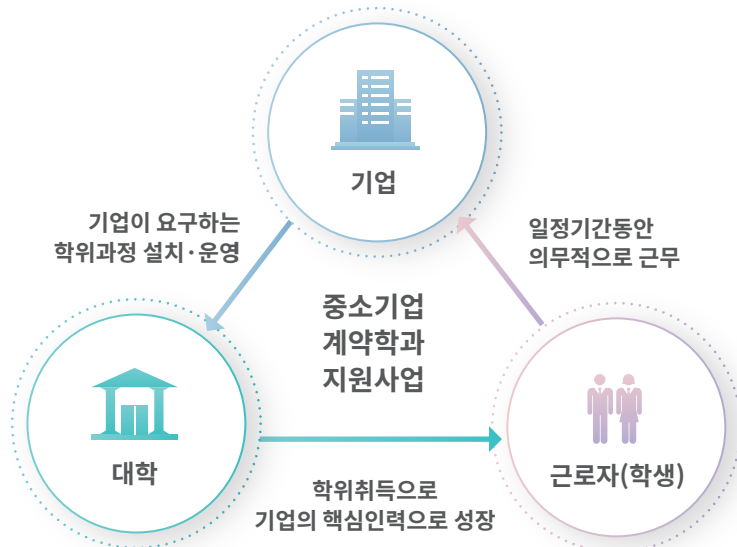 기업
기업이 요구하는
학위과정 설치·운영
일정기간동안
의무적으로 근무
중소기업
계약학과
지원사업
대학
근로자(학생)
학위취득으로
기업의 핵심인력으로 성장